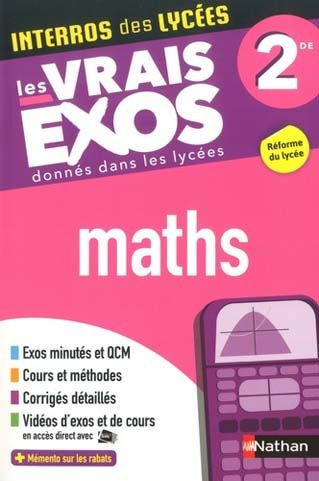 INTERROS des LYCÉES
les VRAIS
EXOS
donnés dans les lycées
2DE
Réforme
du lycée
maths
Exos minutés et QCM
Cours et méthodes
Corrigés détaillés
Vidéos d'exos et de cours
en accès direct avec
+ Mémento sur les rabats
Nathan